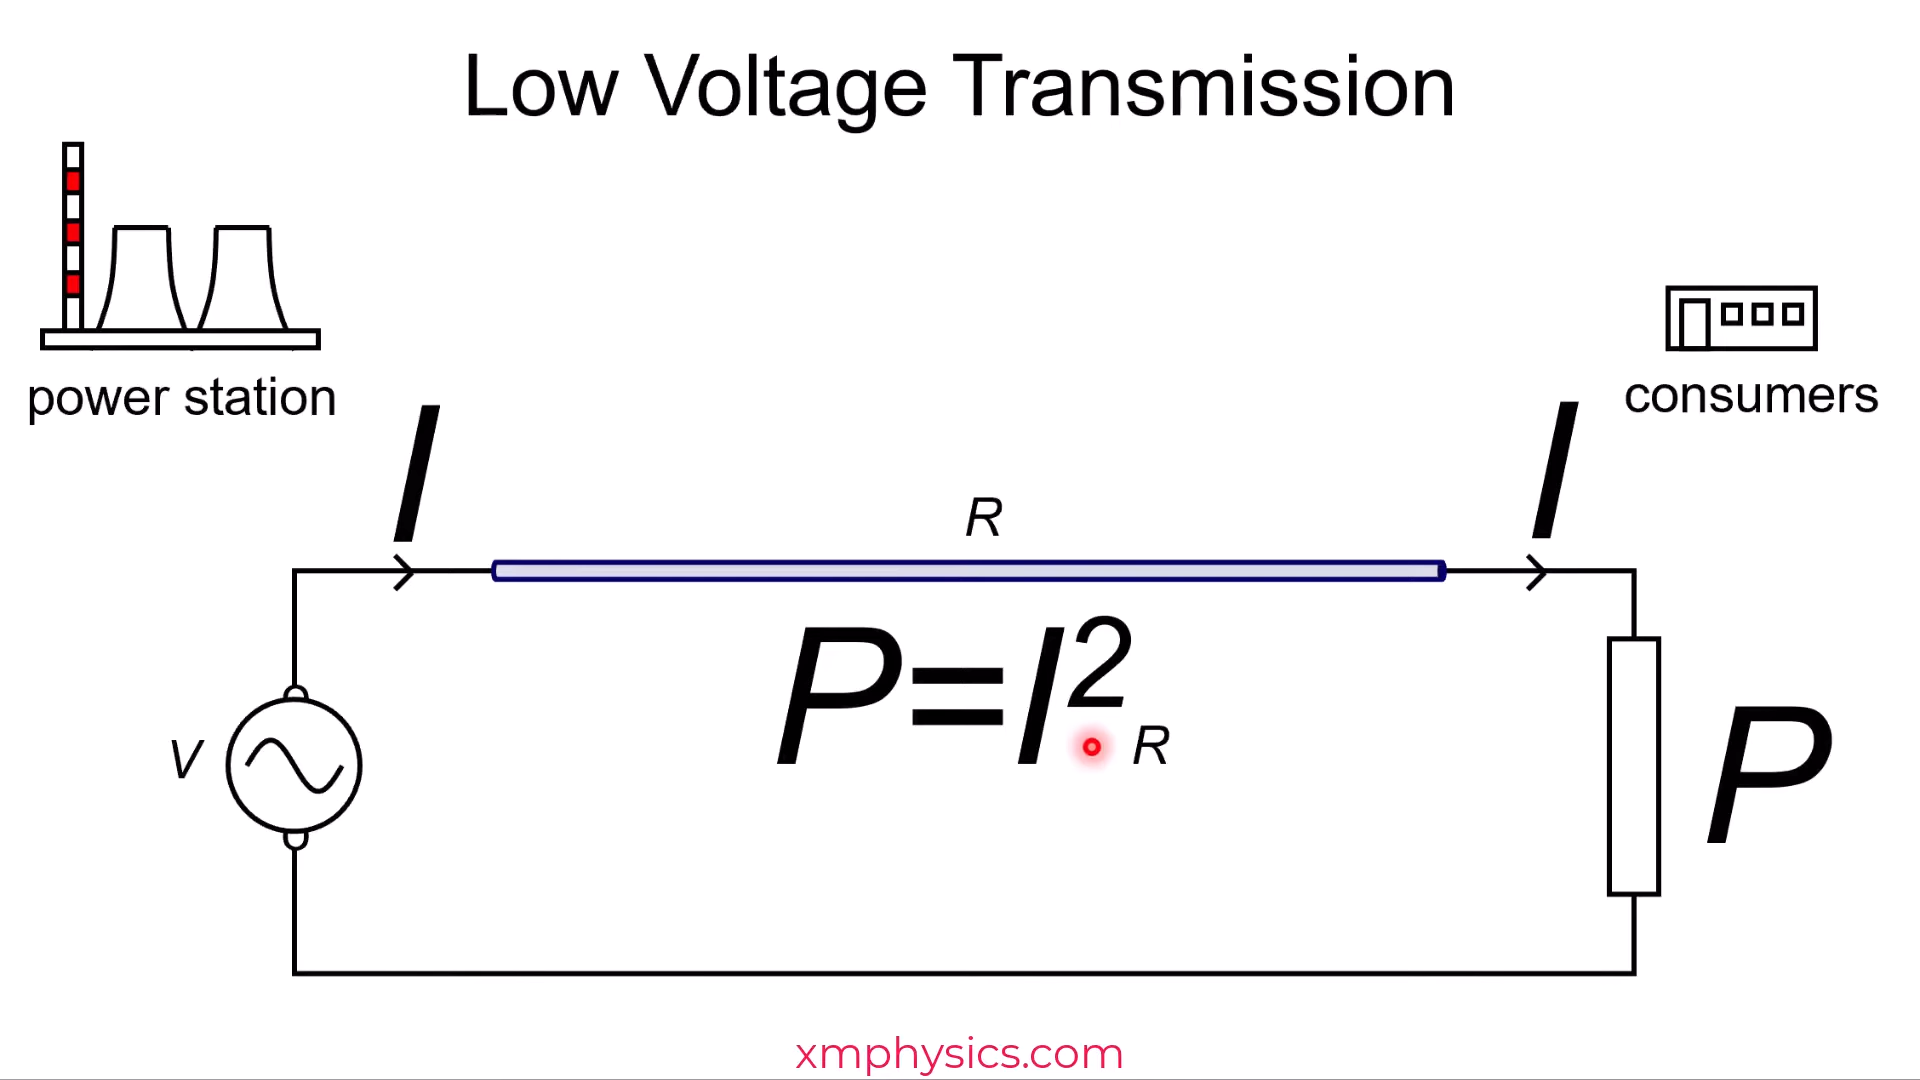 Low Voltage Transmission
power station
consumers
I
I
R
P=I²R
V
P
xmphysics.com